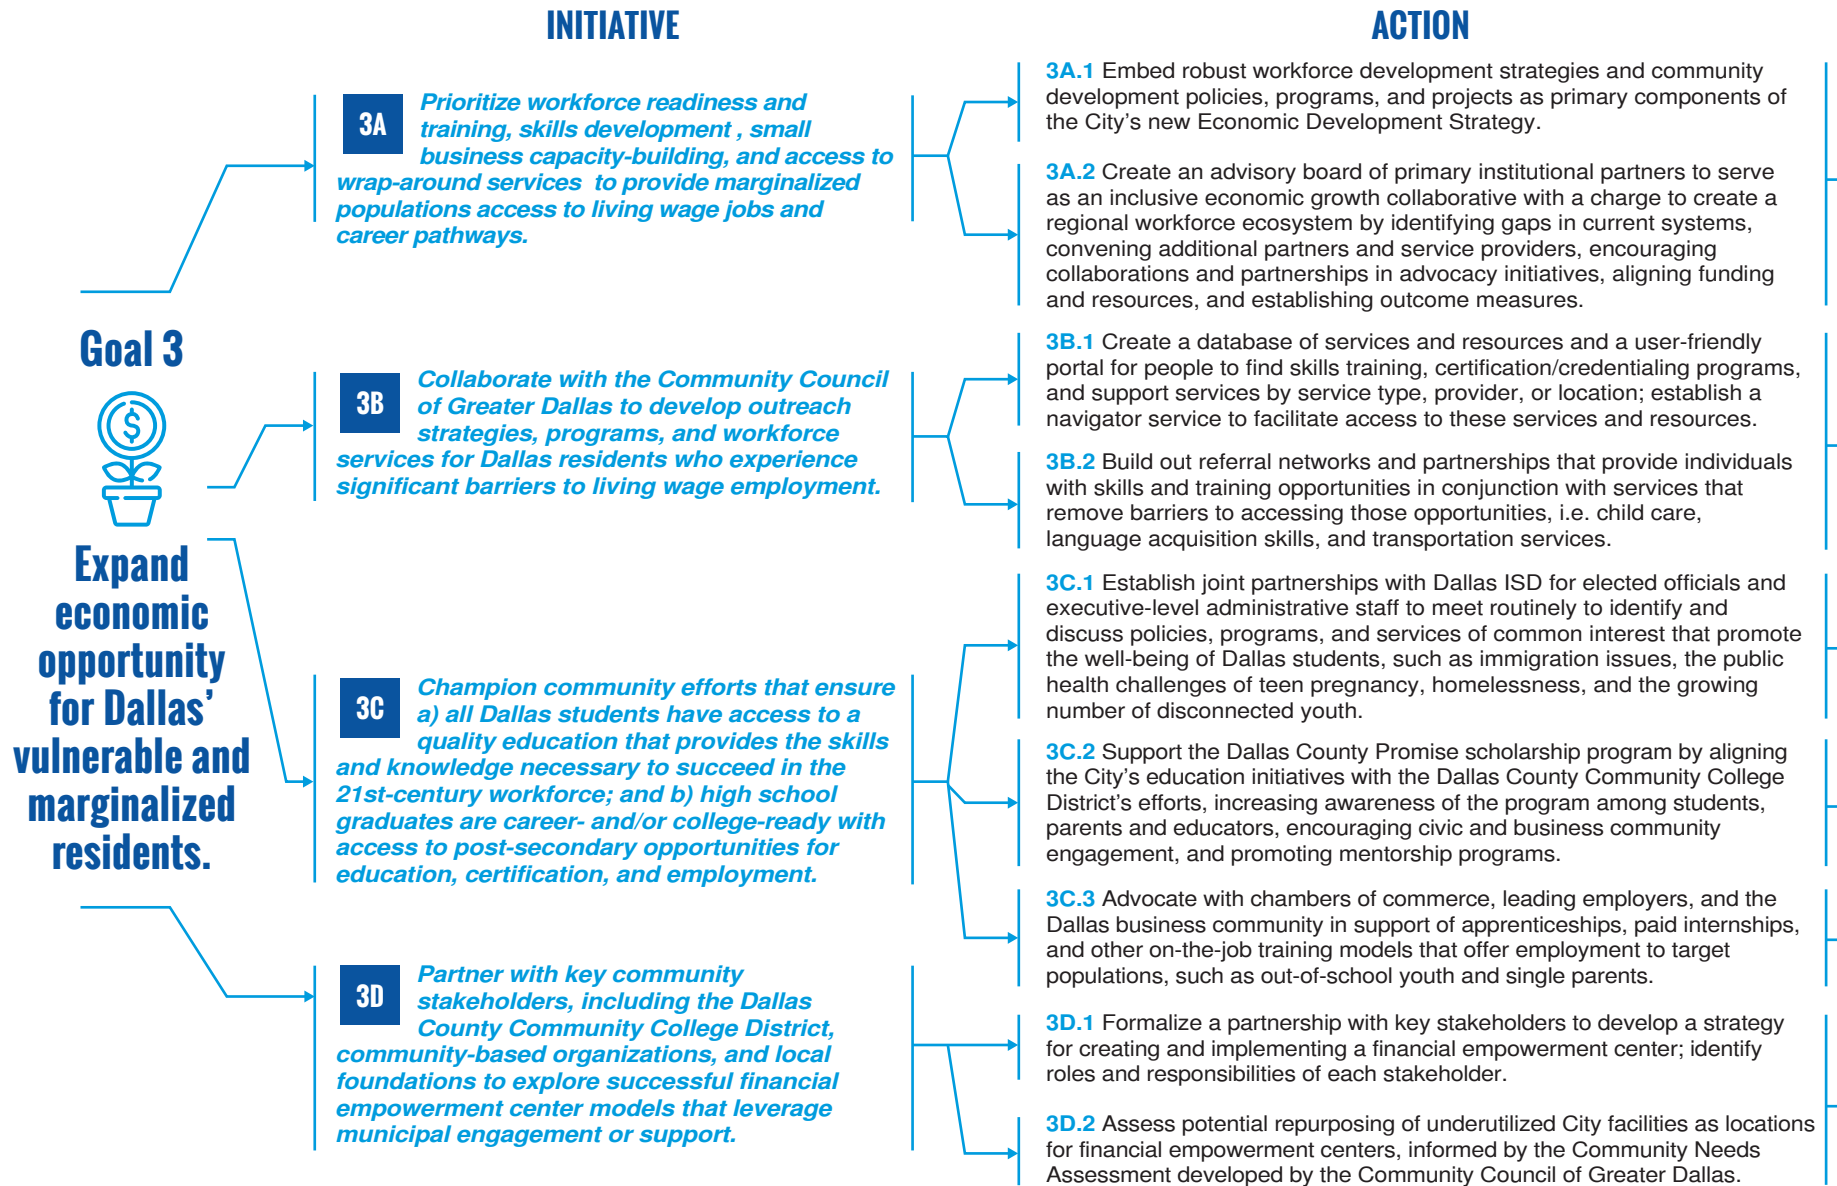 INITIATIVE
ACTION
Goal 3
Expand
economic
opportunity
for Dallas’
vulnerable and
marginalized
residents.
3A
Prioritize workforce readiness and
training, skills development , small
business capacity-building, and access to
wrap-around services to provide marginalized
populations access to living wage jobs and
career pathways.
3A.1 Embed robust workforce development strategies and community
development policies, programs, and projects as primary components of
the City’s new Economic Development Strategy.
3A.2 Create an advisory board of primary institutional partners to serve
as an inclusive economic growth collaborative with a charge to create a
regional workforce ecosystem by identifying gaps in current systems,
convening additional partners and service providers, encouraging
collaborations and partnerships in advocacy initiatives, aligning funding
and resources, and establishing outcome measures.
3B
Collaborate with the Community Council
of Greater Dallas to develop outreach
strategies, programs, and workforce
services for Dallas residents who experience
significant barriers to living wage employment.
3B.1 Create a database of services and resources and a user-friendly
portal for people to find skills training, certification/credentialing programs,
and support services by service type, provider, or location; establish a
navigator service to facilitate access to these services and resources.
3B.2 Build out referral networks and partnerships that provide individuals
with skills and training opportunities in conjunction with services that
remove barriers to accessing those opportunities, i.e. child care,
language acquisition skills, and transportation services.
3C
Champion community efforts that ensure
a) all Dallas students have access to a
quality education that provides the skills
and knowledge necessary to succeed in the
21st-century workforce; and b) high school
graduates are career- and/or college-ready with
access to post-secondary opportunities for
education, certification, and employment.
3C.1 Establish joint partnerships with Dallas ISD for elected officials and
executive-level administrative staff to meet routinely to identify and
discuss policies, programs, and services of common interest that promote
the well-being of Dallas students, such as immigration issues, the public
health challenges of teen pregnancy, homelessness, and the growing
number of disconnected youth.
3C.2 Support the Dallas County Promise scholarship program by aligning
the City’s education initiatives with the Dallas County Community College
District’s efforts, increasing awareness of the program among students,
parents and educators, encouraging civic and business community
engagement, and promoting mentorship programs.
3C.3 Advocate with chambers of commerce, leading employers, and the
Dallas business community in support of apprenticeships, paid internships,
and other on-the-job training models that offer employment to target
populations, such as out-of-school youth and single parents.
3D
Partner with key community
stakeholders, including the Dallas
County Community College District,
community-based organizations, and local
foundations to explore successful financial
empowerment center models that leverage
municipal engagement or support.
3D.1 Formalize a partnership with key stakeholders to develop a strategy
for creating and implementing a financial empowerment center; identify
roles and responsibilities of each stakeholder.
3D.2 Assess potential repurposing of underutilized City facilities as locations
for financial empowerment centers, informed by the Community Needs
Assessment developed by the Community Council of Greater Dallas.